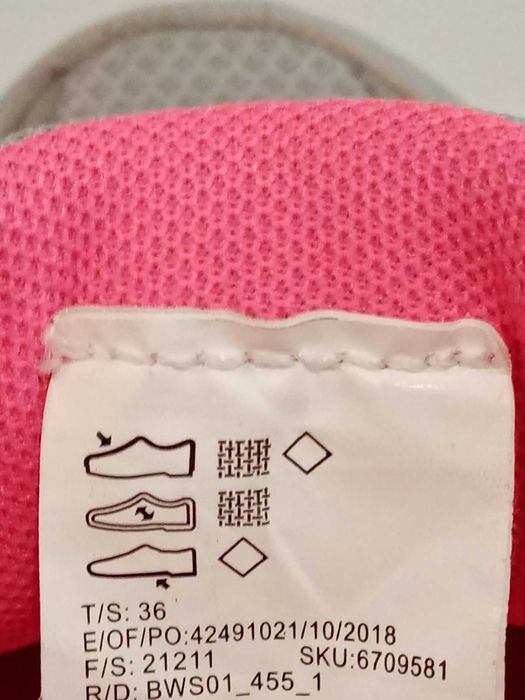 T/S: 36
E/OF/PO:42491021/10/2018
F/S: 21211 SKU:6709581
R/D: BWS01_455_1